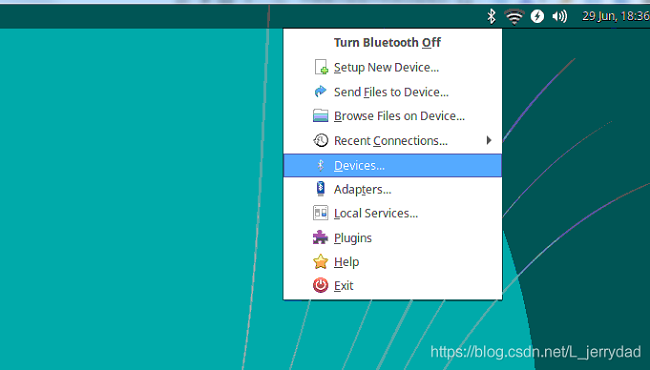 29 Jun, 18:36
Turn Bluetooth Off
Setup New Device...
Send Files to Device...
Browse Files on Device...
Recent Connections...
Devices...
Adapters...
Local Services...
Plugins
Help
Exit
https://blog.csdn.net/L_jerrydad